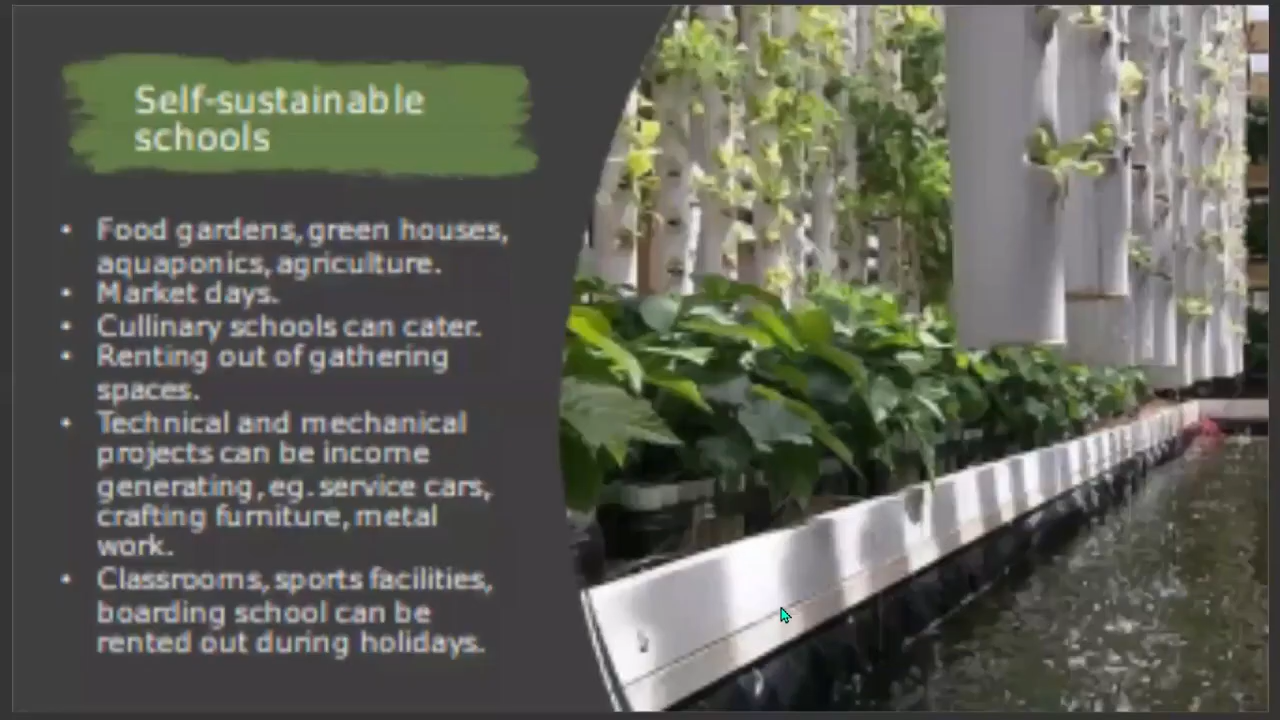 Self-sustainable
schools
• Food gardens, green houses,
aquaponics, agriculture.
• Market days.
• Cullinary schools can cater.
• Renting out of gathering
spaces.
• Technical and mechanical
projects can be income
generating, eg. service cars,
crafting furniture, metal
work.
• Classrooms, sports facilities,
boarding school can be
rented out during holidays.